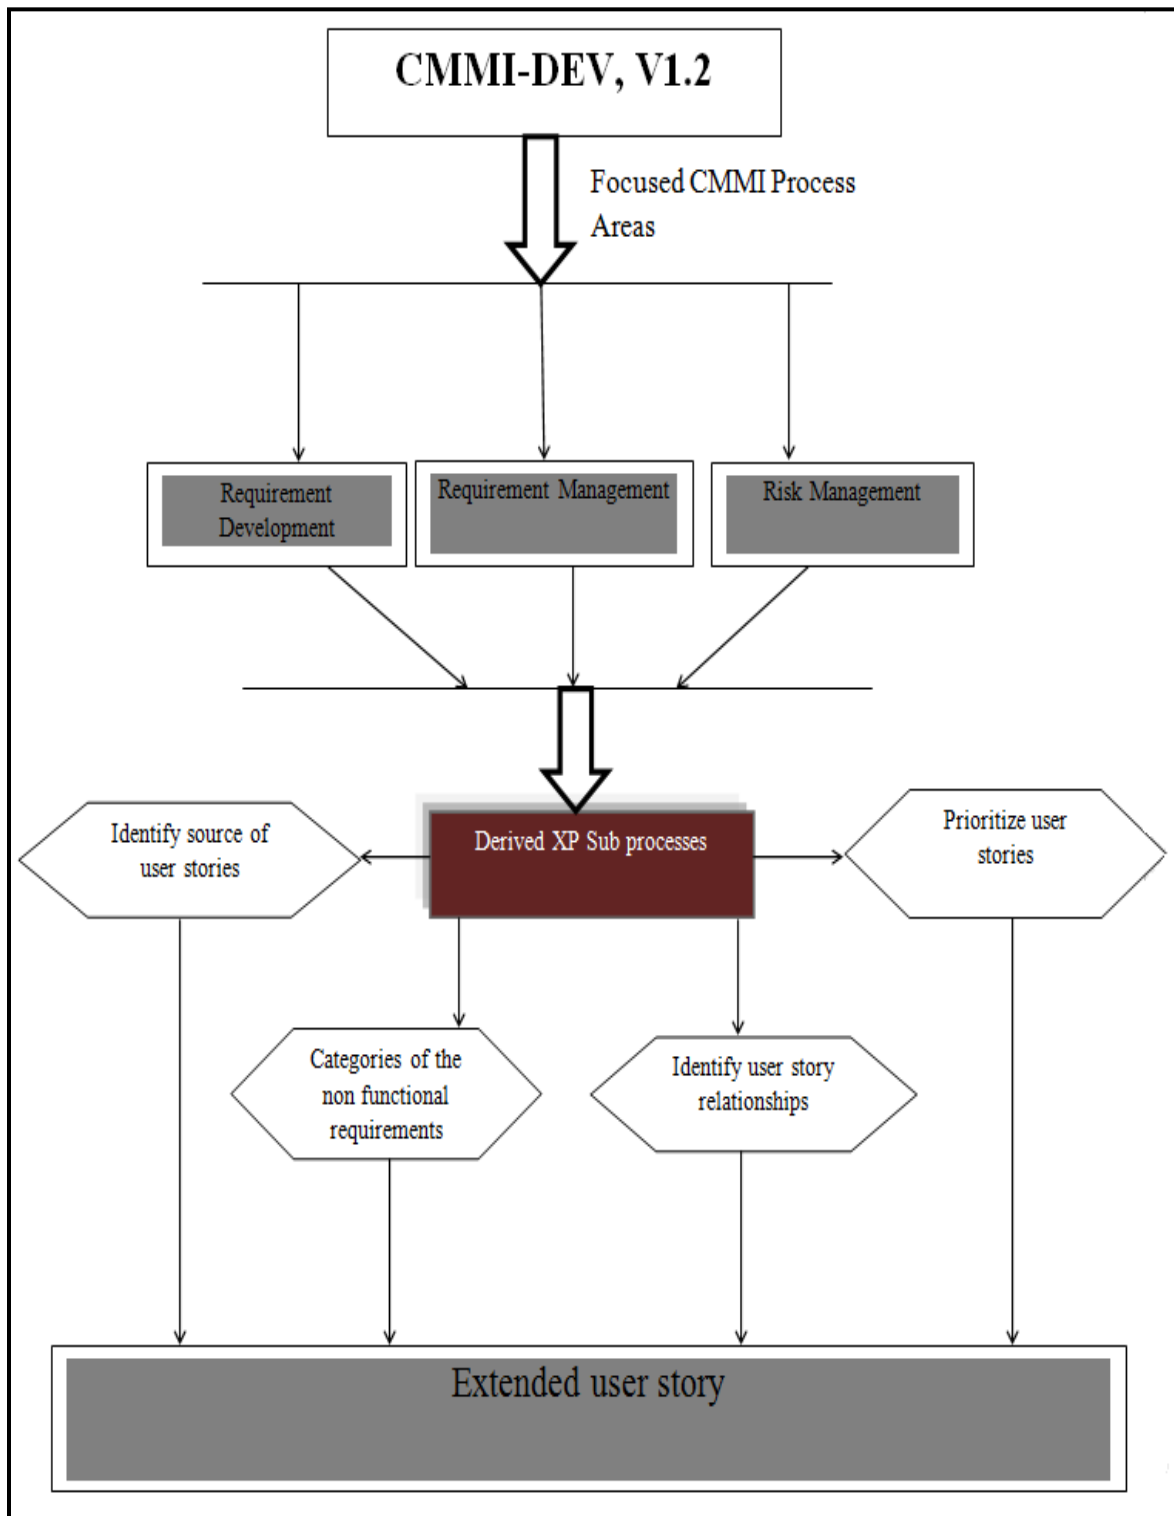 CMMI-DEV, V1.2
Focused CMMI Process
Areas
Requirement
Development
Requirement Management
Risk Management
Derived XP Sub processes
Identify source of
user stories
Prioritize user
stories
Categories of the
non functional
requirements
Identify user story
relationships
Extended user story